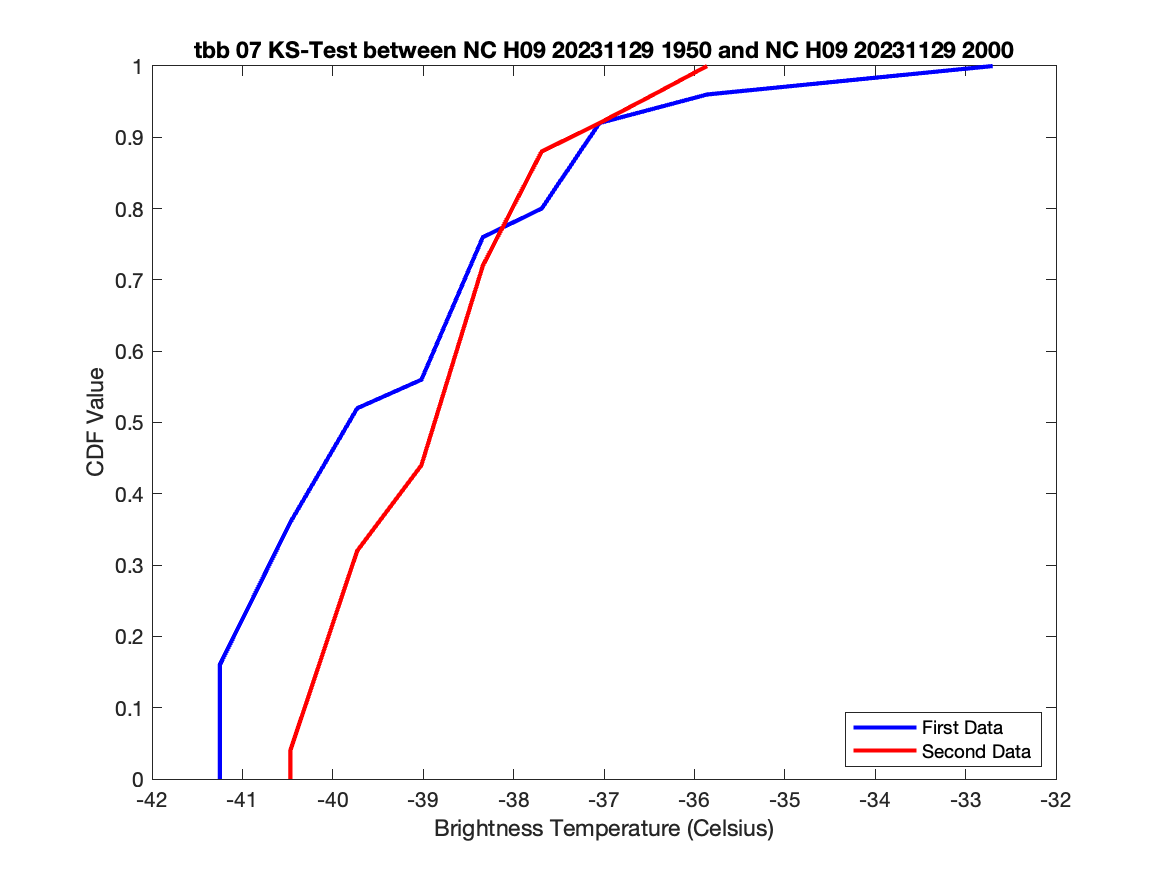 tbb 07 KS-Test between NC H09 20231129 1950 and NC H09 20231129 2000
1
0.9
0.8
0.7
0.6
0.5
0.4
0.3
0.2
0.1
0
CDF Value
First Data
Second Data
-42 -41 -40 -39 -38 -37 -36 -35 -34 -33 -32
Brightness Temperature (Celsius)